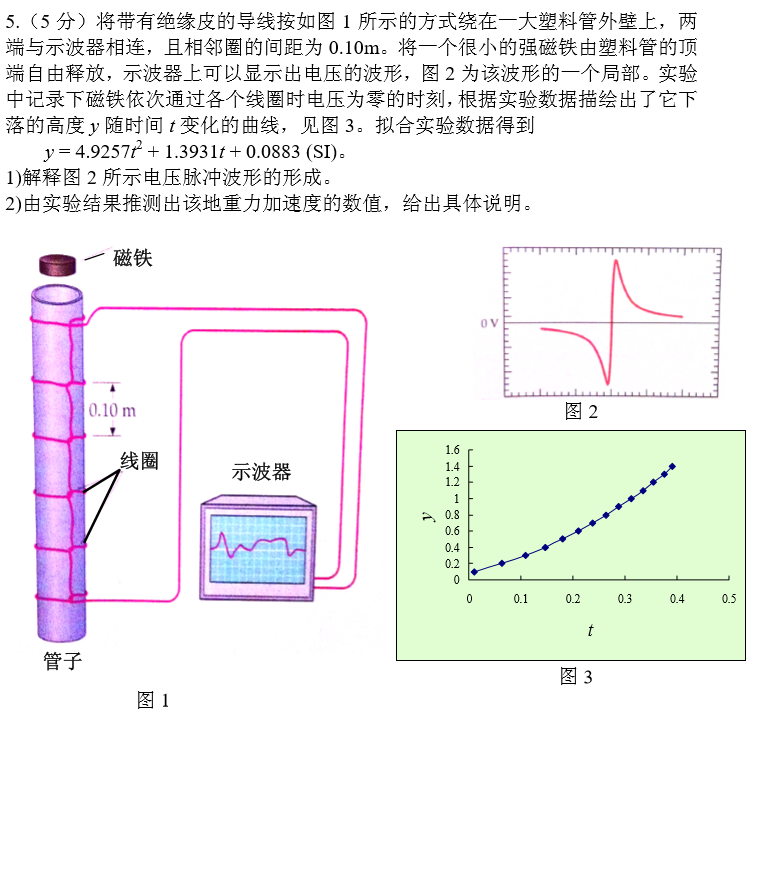 5.（5 分）将带有绝缘皮的导线按如图 1 所示的方式绕在一大塑料管外壁上，两
端与示波器相连，且相邻圈的间距为 0.10m。将一个很小的强磁铁由塑料管的顶
端自由释放，示波器上可以显示出电压的波形，图 2 为该波形的一个局部。实验
中记录下磁铁依次通过各个线圈时电压为零的时刻，根据实验数据描绘出了它下
落的高度 y 随时间 t 变化的曲线，见图 3。拟合实验数据得到
y = 4.9257t² + 1.3931t + 0.0883 (SI)。
1)解释图 2 所示电压脉冲波形的形成。
2)由实验结果推测出该地重力加速度的数值，给出具体说明。
磁铁
0.10 m
线圈
示波器
管子
图 1
0 V
图 2
1.6
1.4
1.2
1
0.8
0.6
0.4
0.2
0
y
0 0.1 0.2 0.3 0.4 0.5
t
图 3